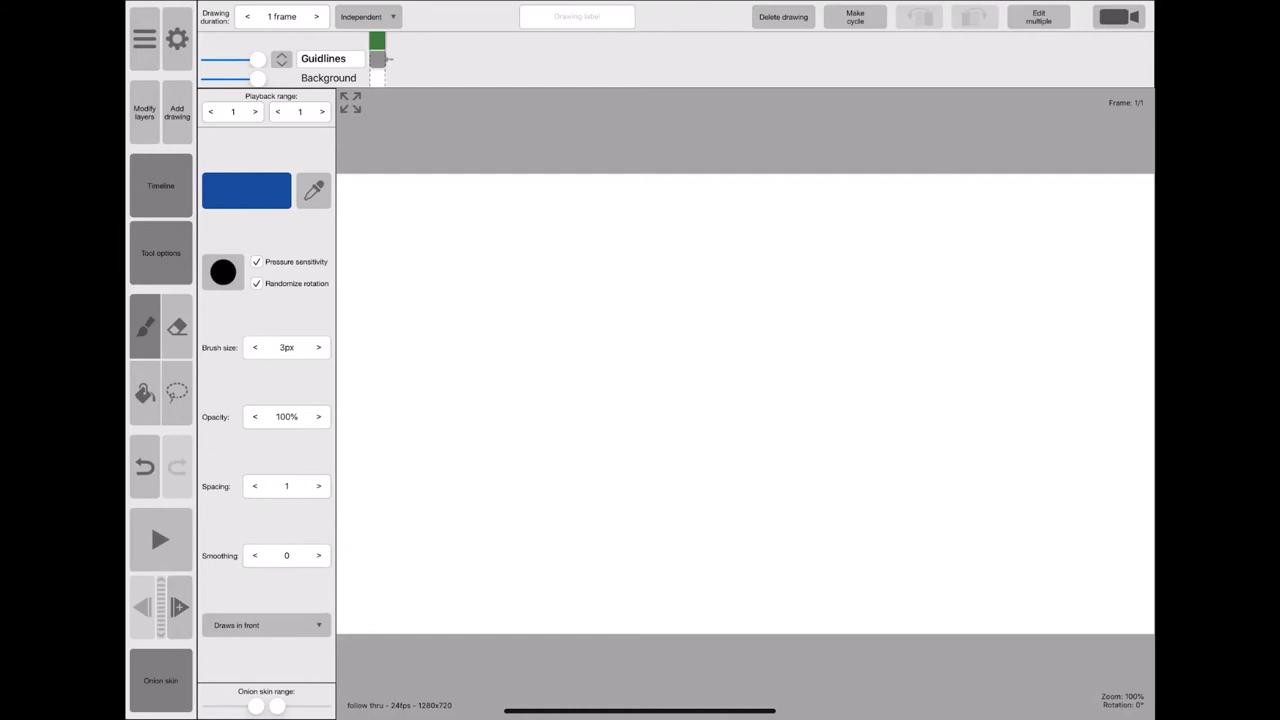 Drawing duration:
< 1 frame >
Independent ▼
Drawing label
Delete drawing
Make cycle
Edit multiple
Guidlines
Background
Modify layers
Add drawing
Playback range:
< 1 >
< 1 >
Frame: 1/1
Timeline
Tool options
Pressure sensitivity
Randomize rotation
Brush size: < 3px >
Opacity: < 100% >
Spacing: < 1 >
Smoothing: < 0 >
Draws in front ▼
Onion skin
Onion skin range:
follow thru - 24fps - 1280x720
Zoom: 100%
Rotation: 0°